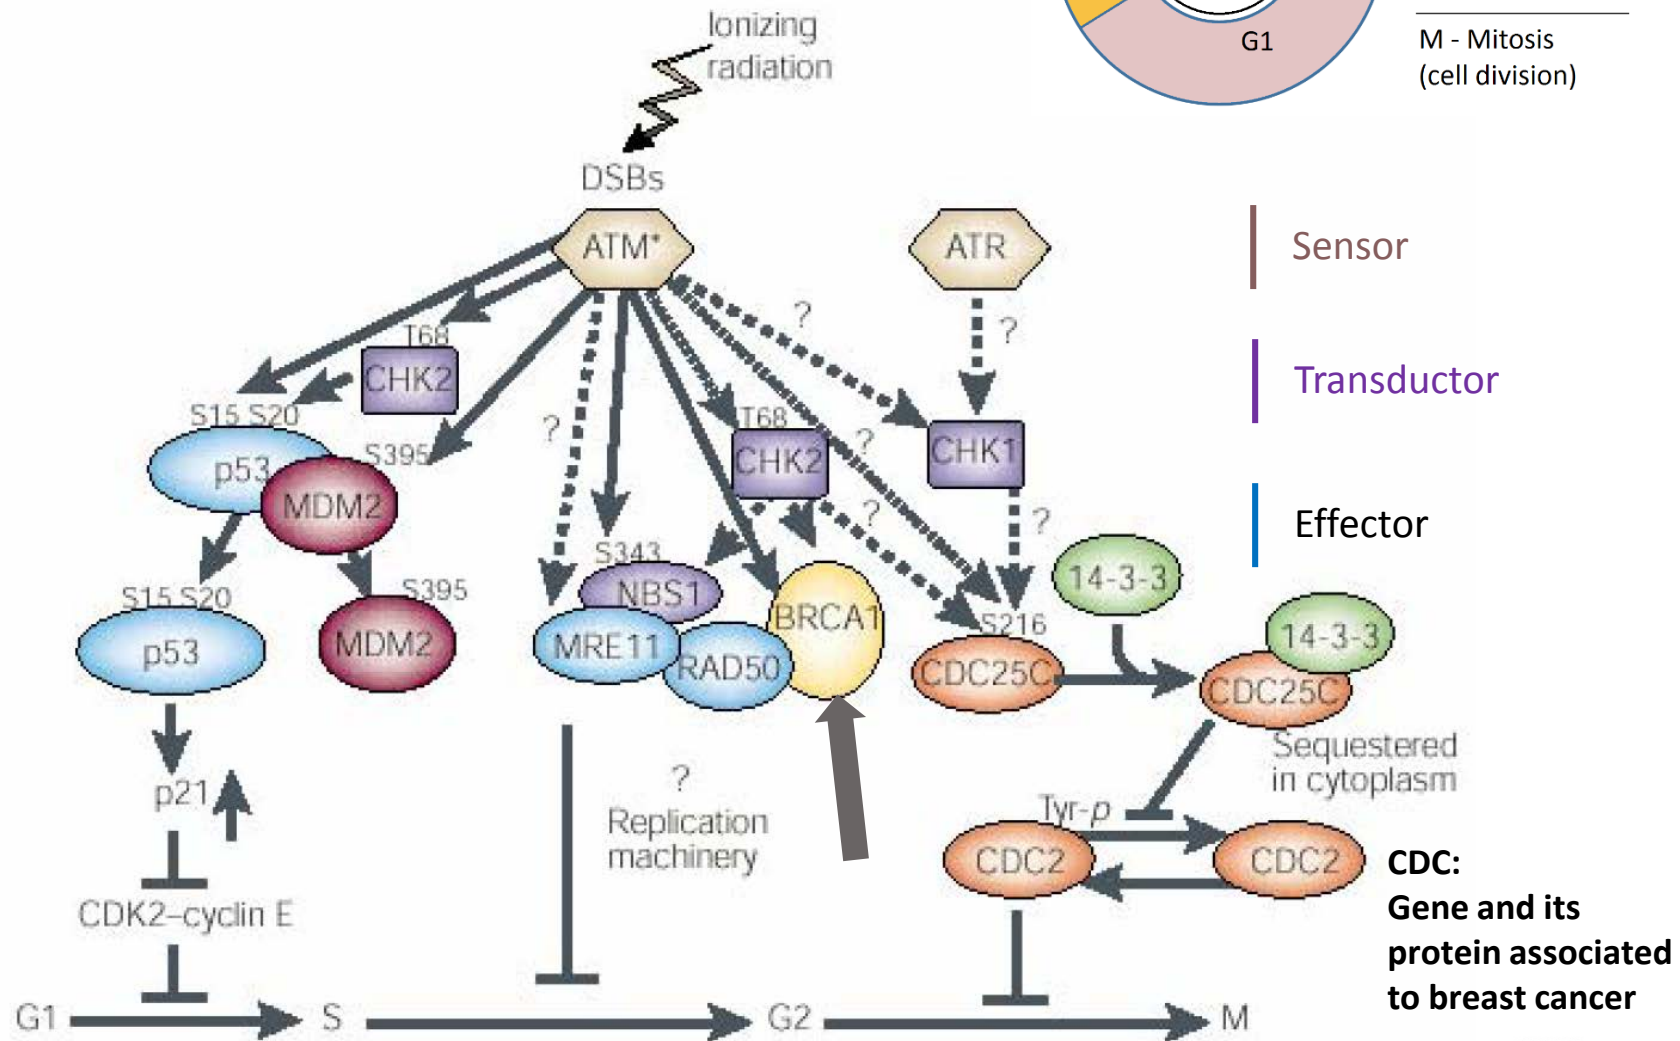 Ionizing
radiation
G1
M - Mitosis
(cell division)
DSBs
ATM*
ATR
Sensor
?
?
T68
CHK2
Transductor
S15 S20
T68
?
?
p53
S395
CHK2
CHK1
MDM2
?
?
Effector
S343
14-3-3
S15 S20
S395
NBS1
BRCA1
S216
14-3-3
p53
MDM2
MRE11
RAD50
CDC25C
CDC25C
Sequestered
in cytoplasm
p21
?
Replication
machinery
Tyr-p
CDC2
CDC2
CDC:
Gene and its
protein associated
to breast cancer
CDK2–cyclin E
G1
S
G2
M